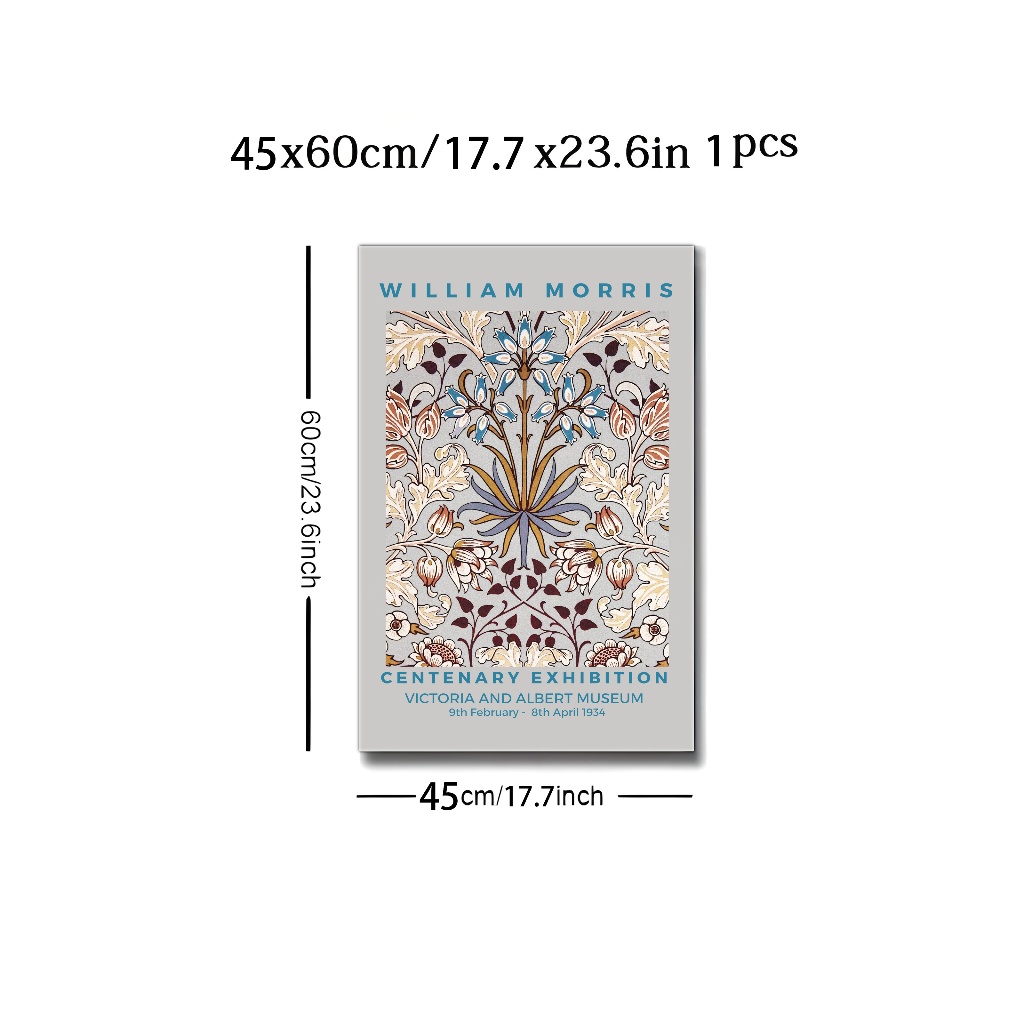 45x60cm/17.7 x23.6in 1pcs
WILLIAM MORRIS
60cm/23.6inch
CENTENARY EXHIBITION
VICTORIA AND ALBERT MUSEUM
9th February - 8th April 1934
45cm/17.7inch